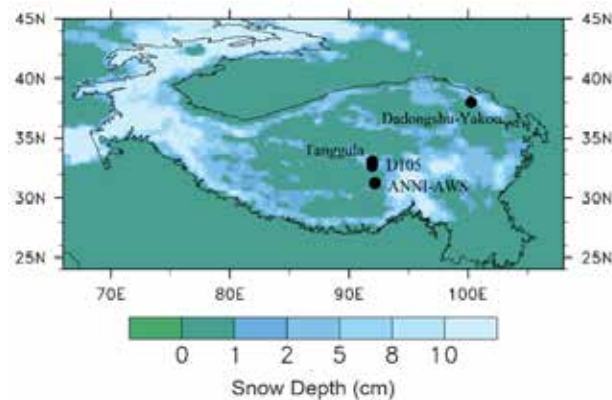 45N 45N
40N 40N
Dadongshu-Yakou
35N 35N
Tanggula
D105
ANNI-AWS
30N 30N
25N 25N
70E 80E 90E 100E
0 1 2 5 8 10
Snow Depth (cm)